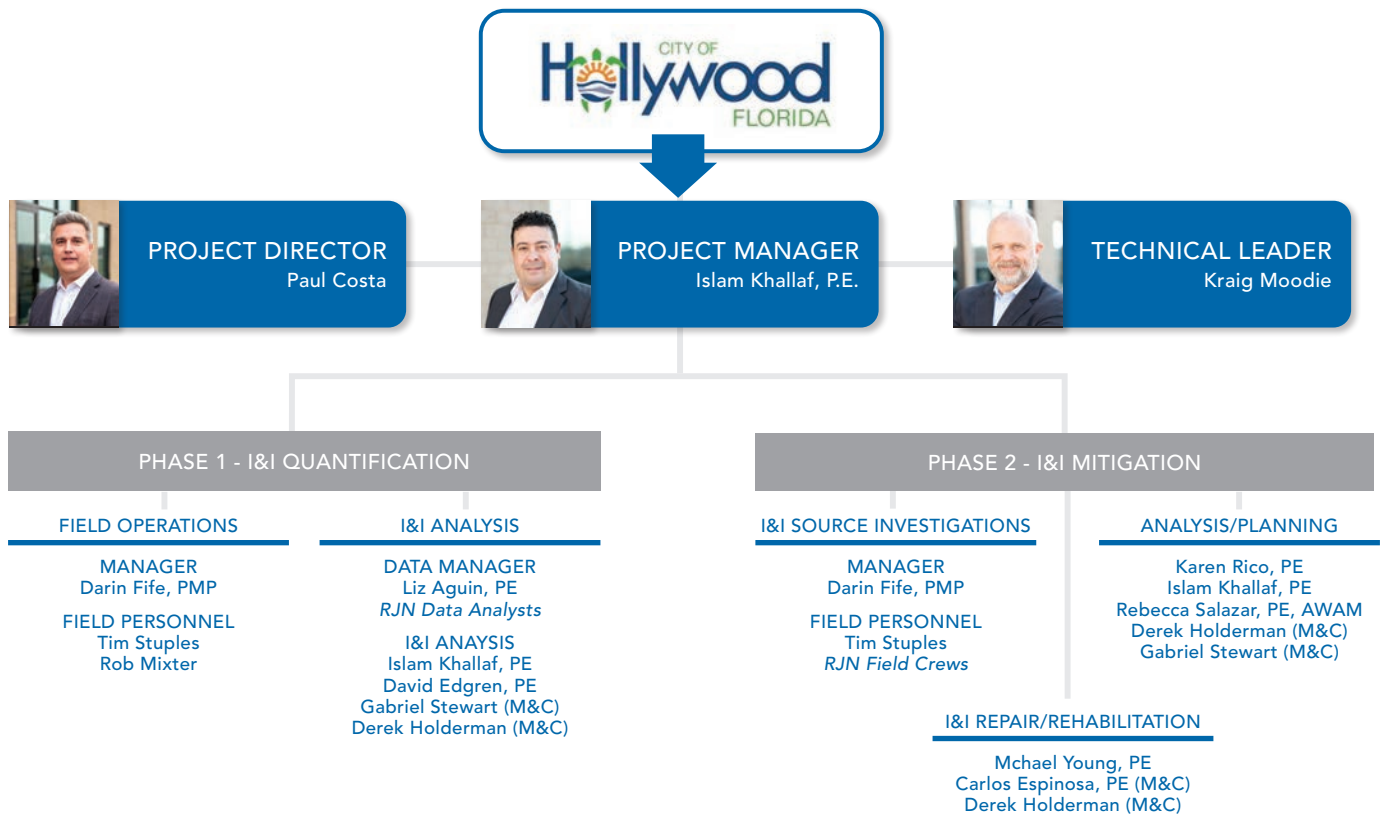 CITY OF
Hollywood
FLORIDA
PROJECT DIRECTOR
Paul Costa
PROJECT MANAGER
Islam Khallaf, P.E.
TECHNICAL LEADER
Kraig Moodie
PHASE 1 - I&I QUANTIFICATION
FIELD OPERATIONS
MANAGER
Darin Fife, PMP
FIELD PERSONNEL
Tim Stuples
Rob Mixter
I&I ANALYSIS
DATA MANAGER
Liz Aguin, PE
RJN Data Analysts
I&I ANAYSIS
Islam Khallaf, PE
David Edgren, PE
Gabriel Stewart (M&C)
Derek Holderman (M&C)
PHASE 2 - I&I MITIGATION
I&I SOURCE INVESTIGATIONS
MANAGER
Darin Fife, PMP
FIELD PERSONNEL
Tim Stuples
RJN Field Crews
ANALYSIS/PLANNING
Karen Rico, PE
Islam Khallaf, PE
Rebecca Salazar, PE, AWAM
Derek Holderman (M&C)
Gabriel Stewart (M&C)
I&I REPAIR/REHABILITATION
Mchael Young, PE
Carlos Espinosa, PE (M&C)
Derek Holderman (M&C)